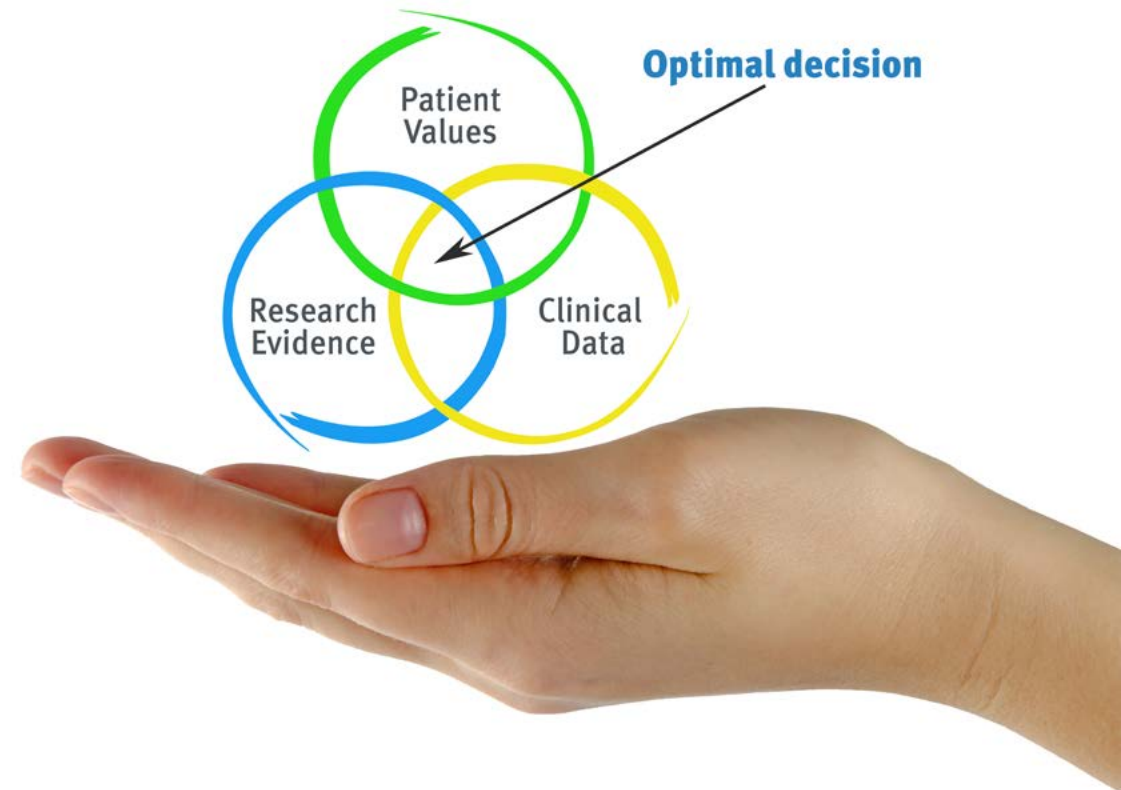 Optimal decision
Patient
Values
Research
Evidence
Clinical
Data